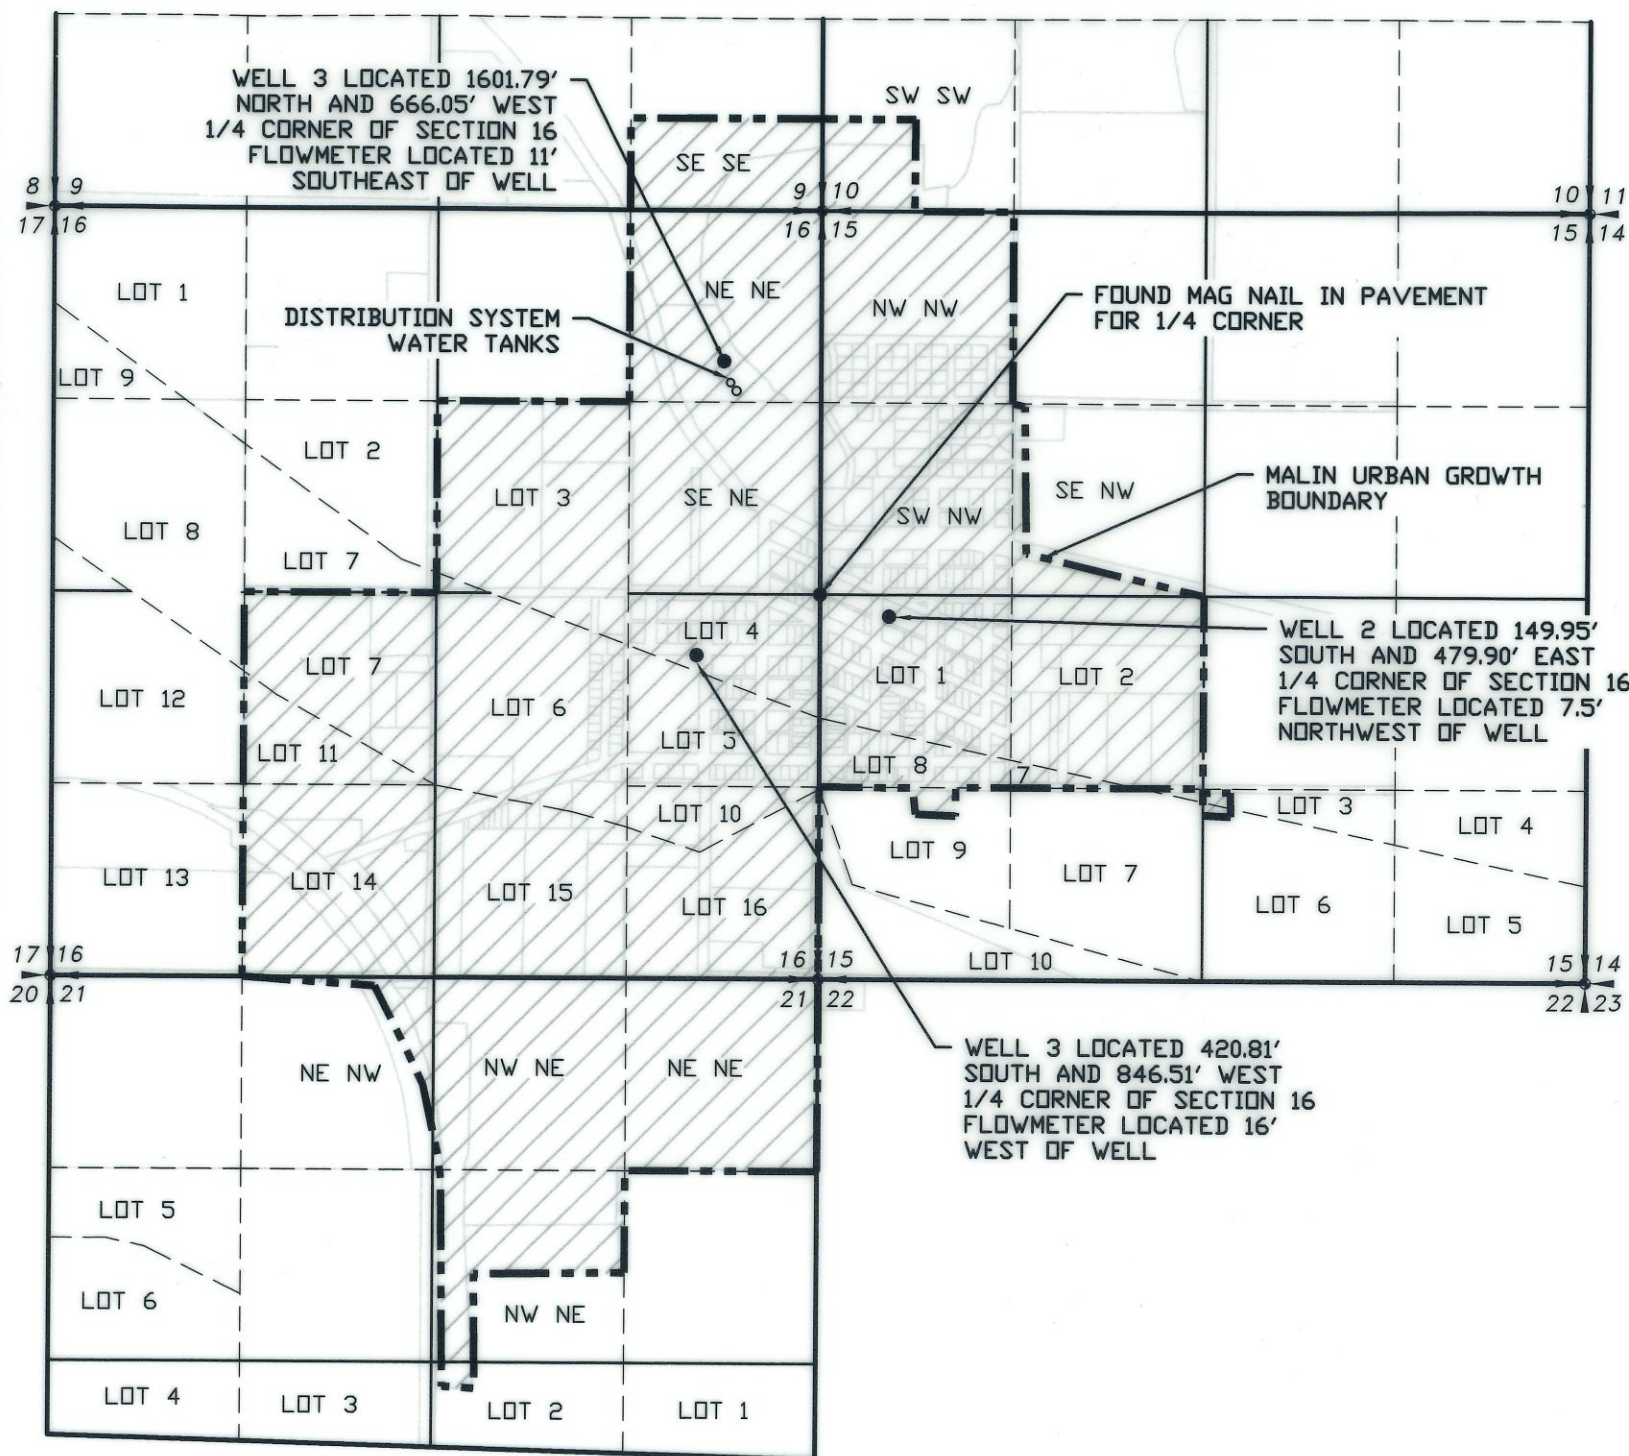 WELL 3 LOCATED 1601.79'
NORTH AND 666.05' WEST
1/4 CORNER OF SECTION 16
FLOWMETER LOCATED 11'
SOUTHEAST OF WELL
SW SW
SE SE
8 9
17 16
9 10
16 15
10 11
15 14
LOT 1
NE NE
NW NW
FOUND MAG NAIL IN PAVEMENT
FOR 1/4 CORNER
DISTRIBUTION SYSTEM
WATER TANKS
LOT 9
LOT 2
LOT 3
SE NE
SW NW
SE NW
MALIN URBAN GROWTH
BOUNDARY
LOT 8
LOT 7
LOT 4
LOT 7
LOT 1
LOT 2
WELL 2 LOCATED 149.95'
SOUTH AND 479.90' EAST
1/4 CORNER OF SECTION 16
FLOWMETER LOCATED 7.5'
NORTHWEST OF WELL
LOT 12
LOT 6
LOT 11
LOT 5
LOT 8
7
LOT 10
LOT 3
LOT 4
LOT 9
LOT 7
LOT 13
LOT 14
LOT 15
LOT 16
LOT 6
LOT 5
LOT 10
17 16
20 21
16 15
21 22
15 14
22 23
NE NW
NW NE
NE NE
WELL 3 LOCATED 420.81'
SOUTH AND 846.51' WEST
1/4 CORNER OF SECTION 16
FLOWMETER LOCATED 16'
WEST OF WELL
LOT 5
LOT 6
NW NE
LOT 4
LOT 3
LOT 2
LOT 1